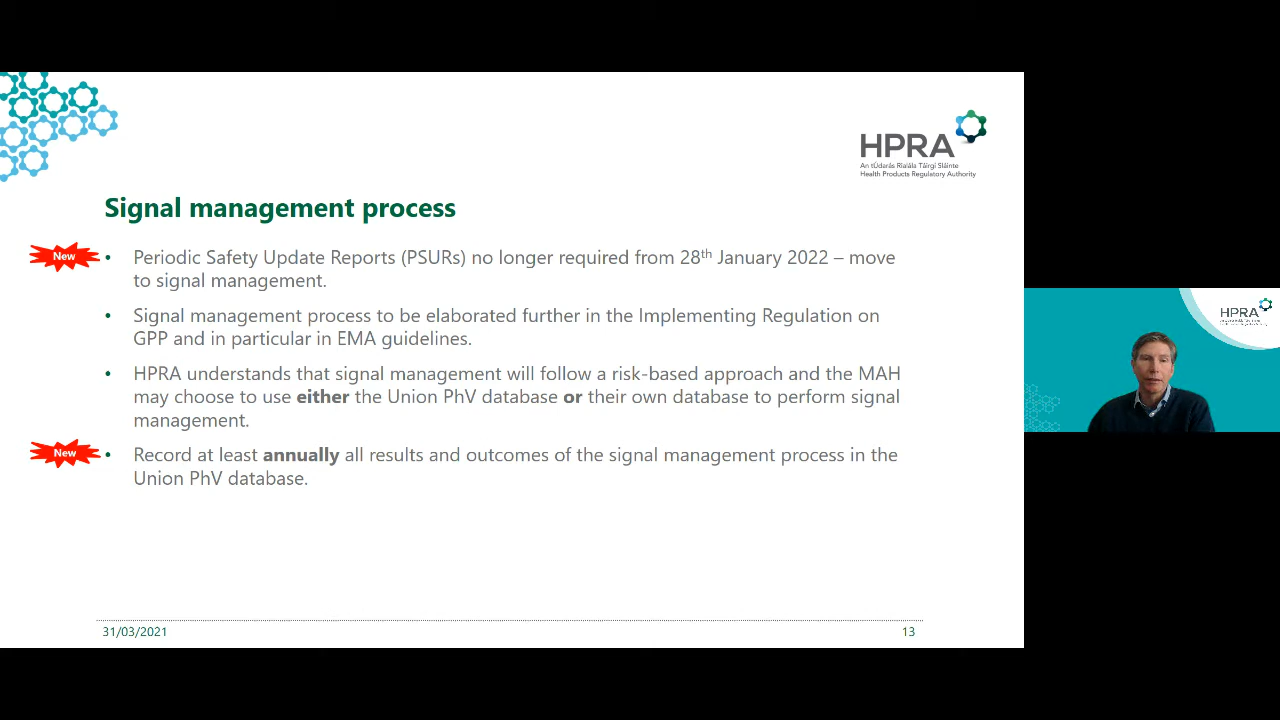 HPRA
An tÚdarás Rialála Táirgí Sláinte
Health Products Regulatory Authority
Signal management process
New
• Periodic Safety Update Reports (PSURs) no longer required from 28th January 2022 – move
to signal management.
• Signal management process to be elaborated further in the Implementing Regulation on
GPP and in particular in EMA guidelines.
• HPRA understands that signal management will follow a risk-based approach and the MAH
may choose to use either the Union PhV database or their own database to perform signal
management.
New
• Record at least annually all results and outcomes of the signal management process in the
Union PhV database.
31/03/2021
13
HPRA